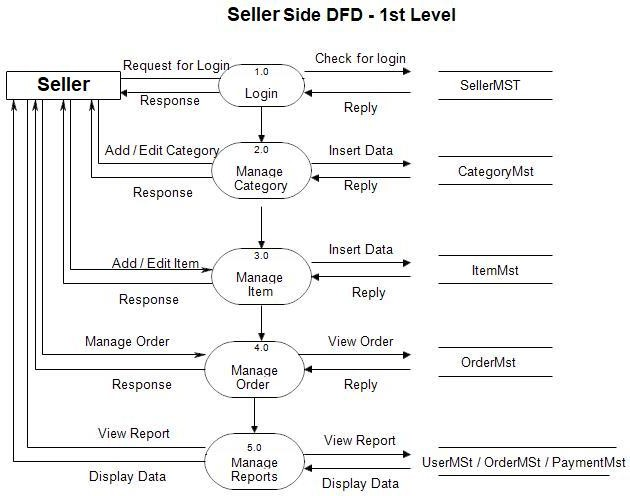 Seller Side DFD - 1st Level
Seller
Request for Login
Response
1.0
Login
Check for login
Reply
SellerMST
Add / Edit Category
Response
2.0
Manage
Category
Insert Data
Reply
CategoryMst
Add / Edit Item
Response
3.0
Manage
Item
Insert Data
Reply
ItemMst
Manage Order
Response
4.0
Manage
Order
View Order
Reply
OrderMst
View Report
Display Data
5.0
Manage
Reports
View Report
Display Data
UserMSt / OrderMSt / PaymentMst